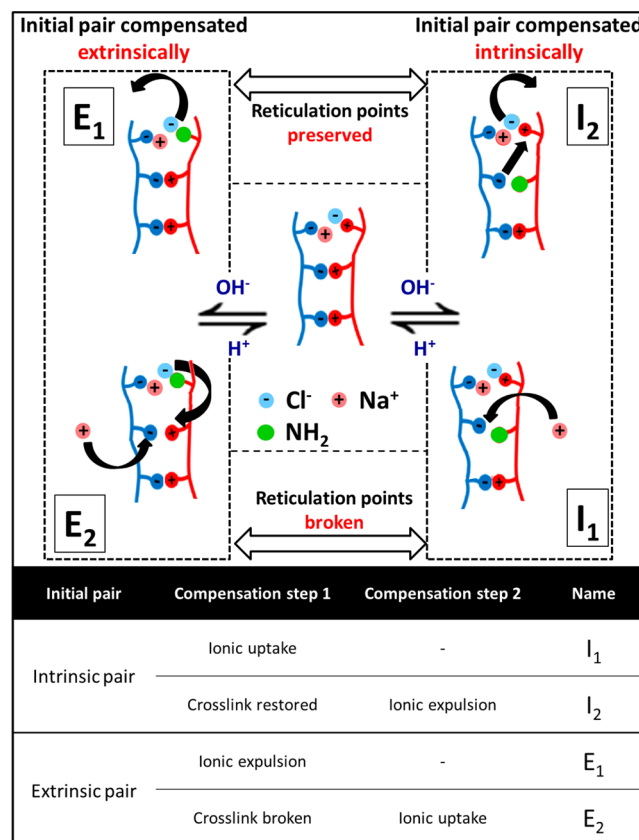 Initial pair compensated
extrinsically
Initial pair compensated
intrinsically
E1
Reticulation points
preserved
I2
OH-
H+
OH-
H+
Cl-
Na+
NH2
E2
Reticulation points
broken
I1
Initial pair Compensation step 1 Compensation step 2 Name
Intrinsic pair
Ionic uptake - I1
Crosslink restored Ionic expulsion I2
Extrinsic pair
Ionic expulsion - E1
Crosslink broken Ionic uptake E2